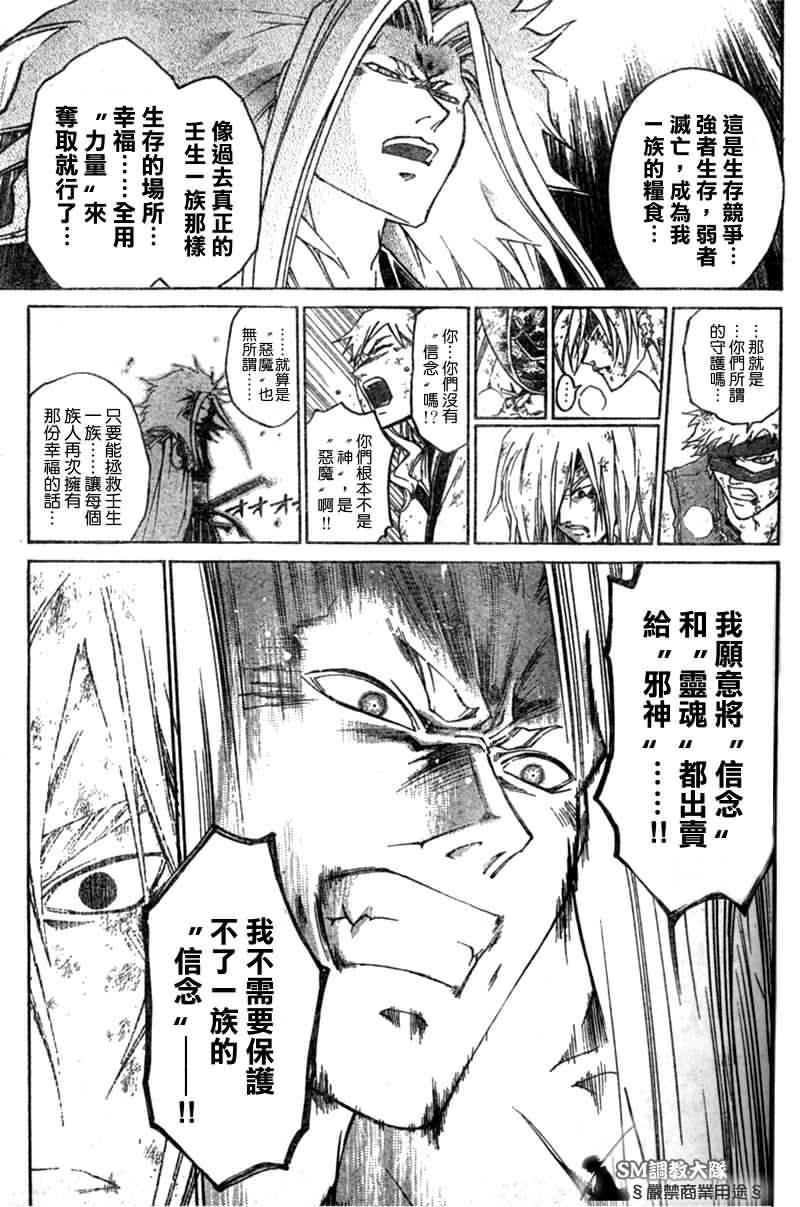 這是生存競爭…
強者生存，弱者
滅亡，成為我
一族的糧食…
像過去真正的
壬生一族那樣
生存的場所…
幸福……全用
〝力量〞來
奪取就行了…
…那就是
…你們所謂
的守護嗎…
…
你…你們沒有
〝信念〞嗎!?
你們根本不是
〝神〞，是
〝惡魔〞啊!!
……就算是
〝惡魔〞也
無所謂……
只要能拯救壬生
一族……讓每個
族人再次擁有
那份幸福的話…
オオオ…
我願意將〝信念〞
和〝靈魂〞都出賣
給〝邪神〞……!!
我不需要保護
不了一族的
〝信念〞——!!
SM調教大隊
§嚴禁商業用途§